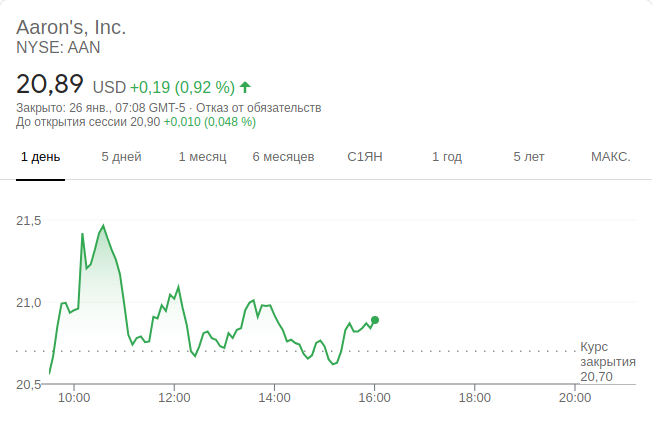 Aaron's, Inc.
NYSE: AAN
20,89 USD +0,19 (0,92 %)
Закрыто: 26 янв., 07:08 GMT-5 · Отказ от обязательств
До открытия сессии 20,90 +0,010 (0,048 %)
1 день 5 дней 1 месяц 6 месяцев С1ЯН 1 год 5 лет МАКС.
21,5
21,0
20,5
Курс
закрытия
20,70
10:00 12:00 14:00 16:00 18:00 20:00